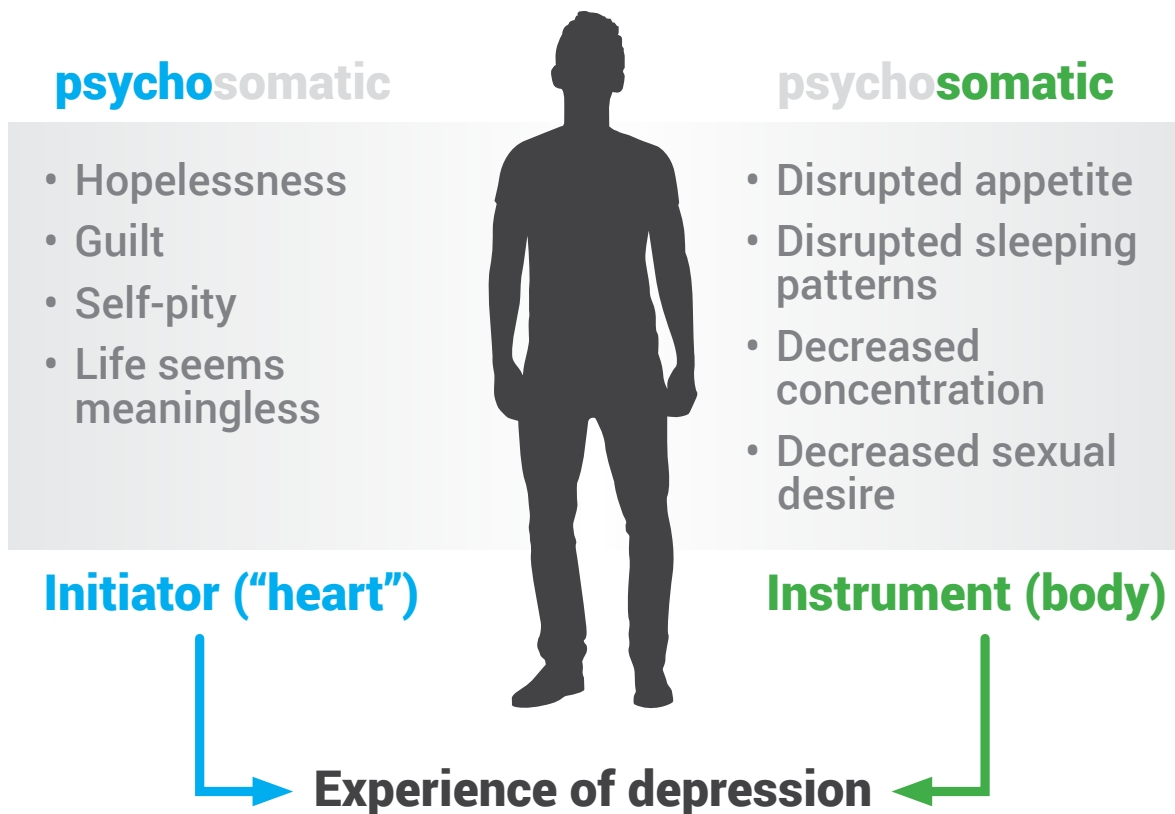 psychosomatic
• Hopelessness
• Guilt
• Self-pity
• Life seems
meaningless
Initiator (“heart”)
psychosomatic
• Disrupted appetite
• Disrupted sleeping
patterns
• Decreased
concentration
• Decreased sexual
desire
Instrument (body)
Experience of depression